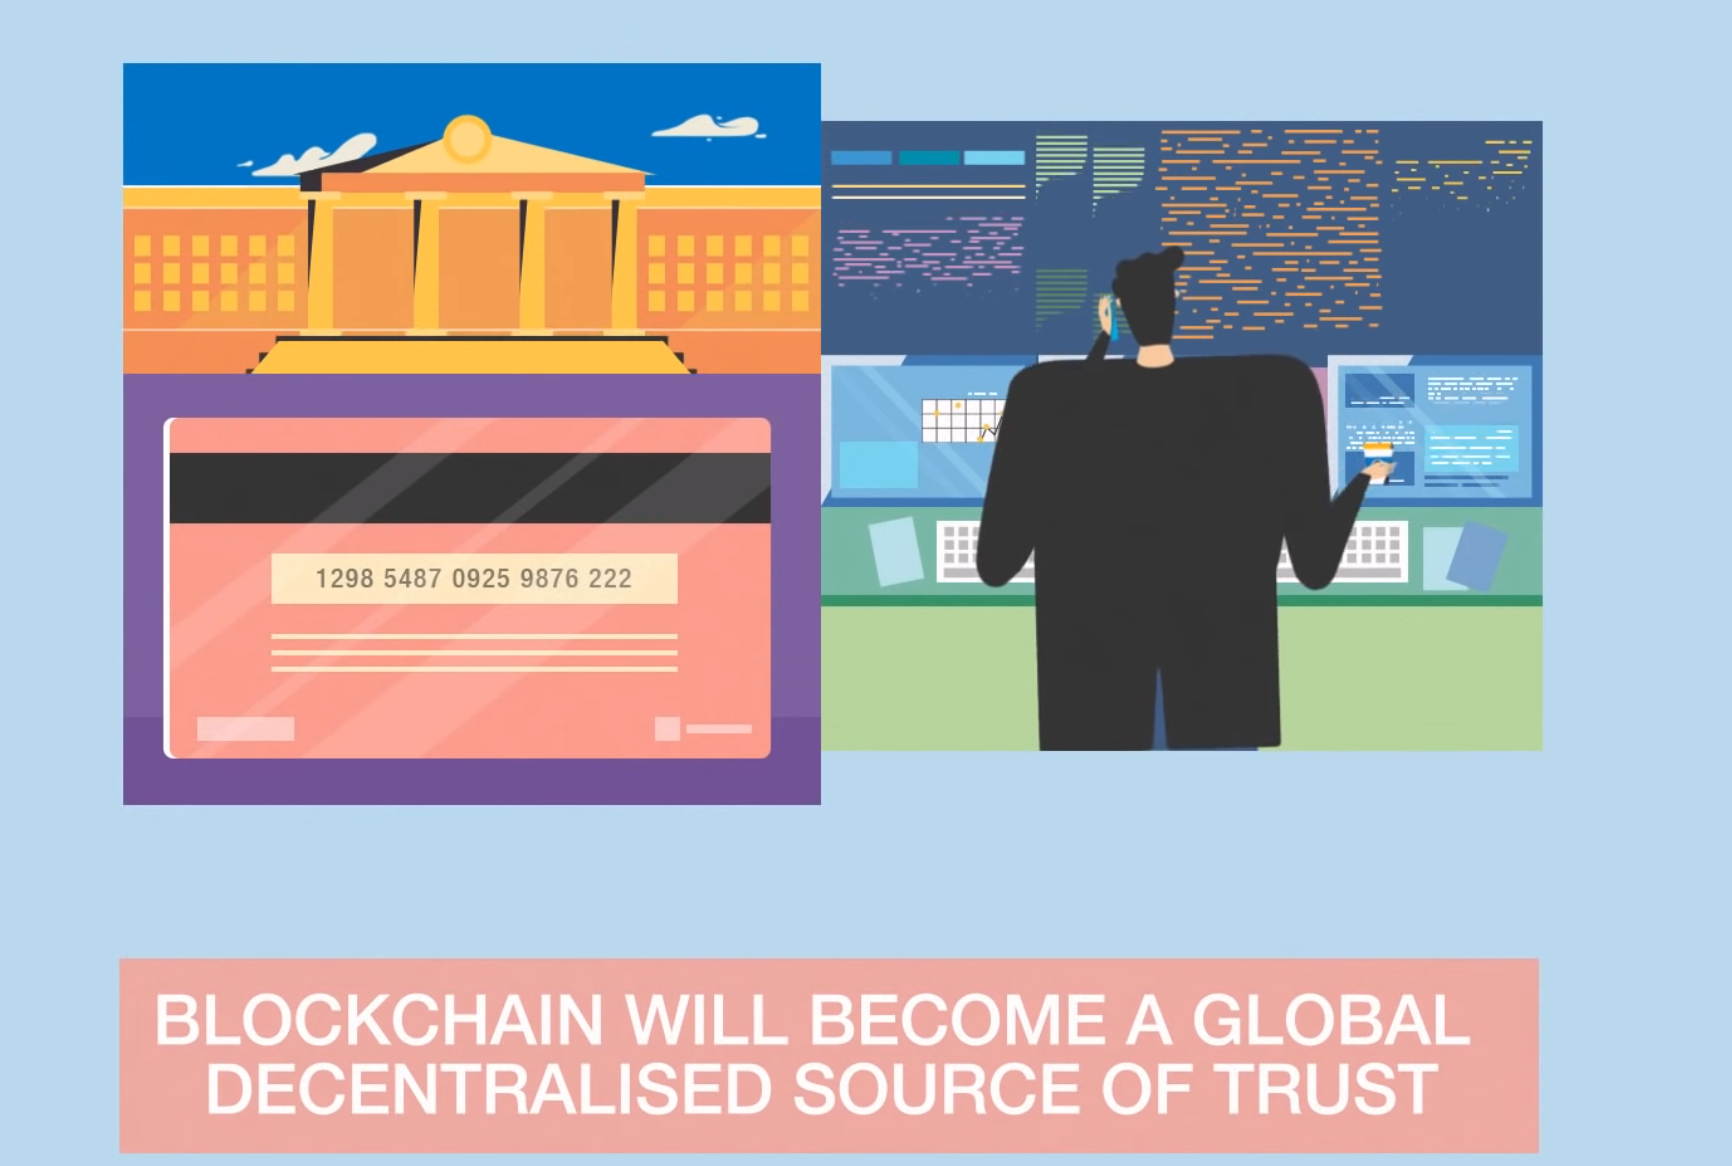 1298 5487 0925 9876 222
BLOCKCHAIN WILL BECOME A GLOBAL
DECENTRALISED SOURCE OF TRUST